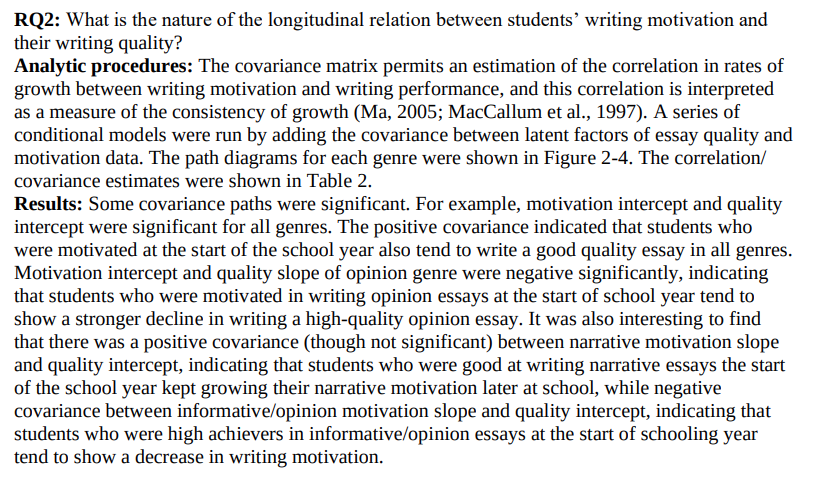 RQ2: What is the nature of the longitudinal relation between students’ writing motivation and
their writing quality?
Analytic procedures: The covariance matrix permits an estimation of the correlation in rates of
growth between writing motivation and writing performance, and this correlation is interpreted
as a measure of the consistency of growth (Ma, 2005; MacCallum et al., 1997). A series of
conditional models were run by adding the covariance between latent factors of essay quality and
motivation data. The path diagrams for each genre were shown in Figure 2-4. The correlation/
covariance estimates were shown in Table 2.
Results: Some covariance paths were significant. For example, motivation intercept and quality
intercept were significant for all genres. The positive covariance indicated that students who
were motivated at the start of the school year also tend to write a good quality essay in all genres.
Motivation intercept and quality slope of opinion genre were negative significantly, indicating
that students who were motivated in writing opinion essays at the start of school year tend to
show a stronger decline in writing a high-quality opinion essay. It was also interesting to find
that there was a positive covariance (though not significant) between narrative motivation slope
and quality intercept, indicating that students who were good at writing narrative essays the start
of the school year kept growing their narrative motivation later at school, while negative
covariance between informative/opinion motivation slope and quality intercept, indicating that
students who were high achievers in informative/opinion essays at the start of schooling year
tend to show a decrease in writing motivation.